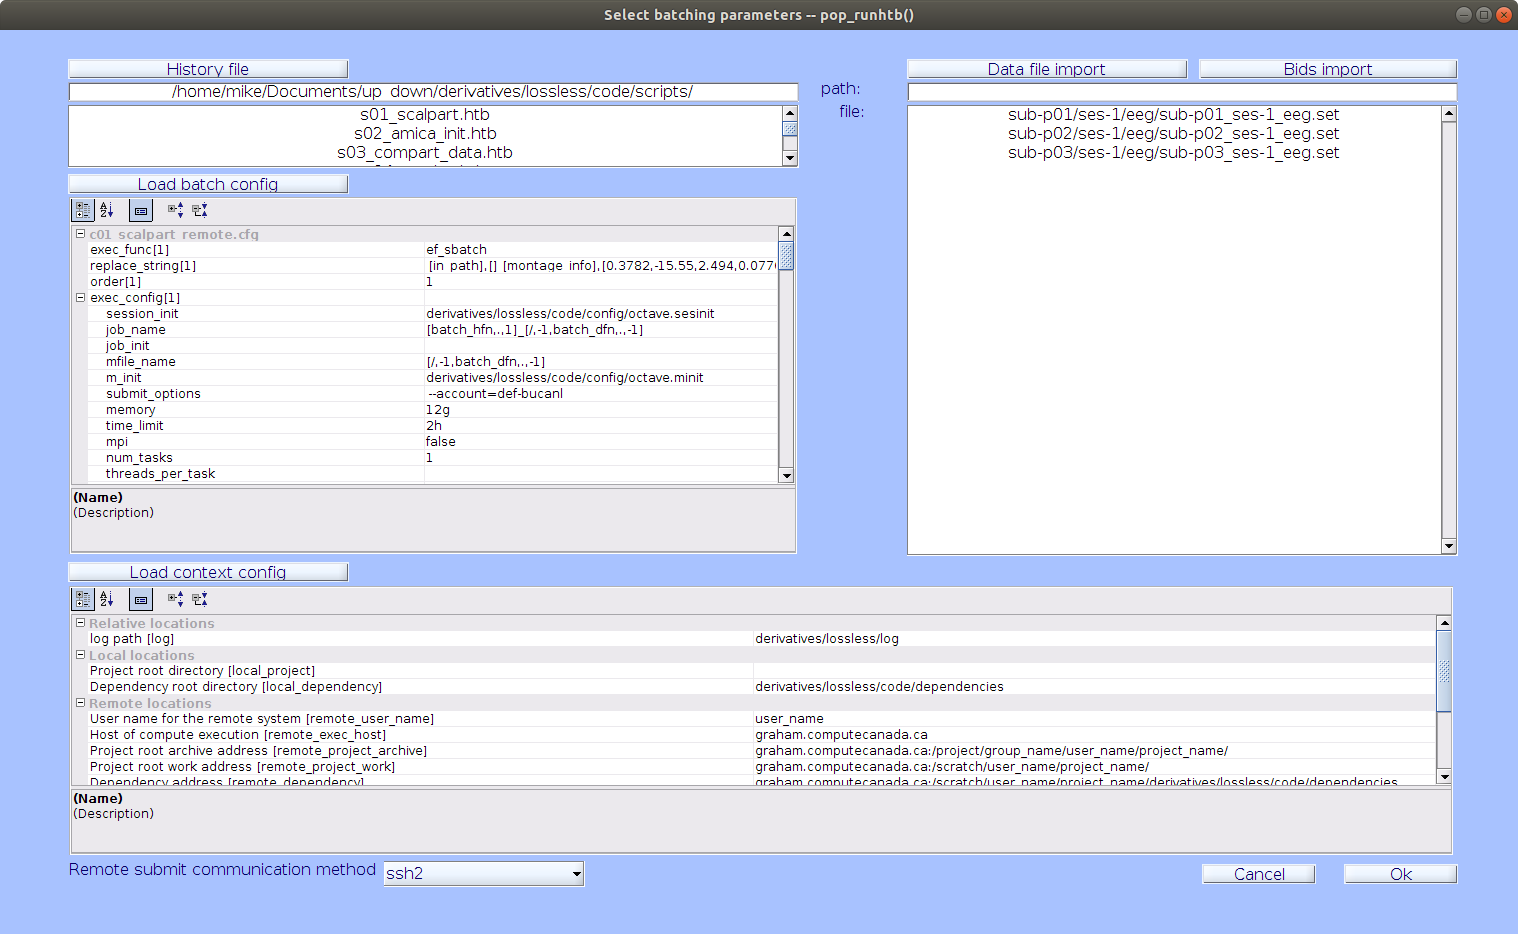 Select batching parameters -- pop_runhtb()
History file
/home/mike/Documents/up_down/derivatives/lossless/code/scripts/
s01_scalpart.htb
s02_amica_init.htb
s03_compart_data.htb
Data file import
Bids import
path:
file:
sub-p01/ses-1/eeg/sub-p01_ses-1_eeg.set
sub-p02/ses-1/eeg/sub-p02_ses-1_eeg.set
sub-p03/ses-1/eeg/sub-p03_ses-1_eeg.set
Load batch config
c01_scalpart_remote.cfg
exec_func[1] ef_sbatch
replace_string[1] [in_path],[] [montage_info],[0.3782,-15.55,2.494,0.077
order[1] 1
exec_config[1]
session_init derivatives/lossless/code/config/octave.sesinit
job_name [batch_hfn,.,1]_[/,-1,batch_dfn,.,-1]
job_init
mfile_name [/,-1,batch_dfn,.,-1]
m_init derivatives/lossless/code/config/octave.minit
submit_options --account=def-bucanl
memory 12g
time_limit 2h
mpi false
num_tasks 1
threads_per_task
(Name)
(Description)
Load context config
Relative locations
log path [log] derivatives/lossless/log
Local locations
Project root directory [local_project]
Dependency root directory [local_dependency] derivatives/lossless/code/dependencies
Remote locations
User name for the remote system [remote_user_name] user_name
Host of compute execution [remote_exec_host] graham.computecanada.ca
Project root archive address [remote_project_archive] graham.computecanada.ca:/project/group_name/user_name/project_name/
Project root work address [remote_project_work] graham.computecanada.ca:/scratch/user_name/project_name/
Dependency address [remote_dependency] graham.computecanada.ca:/scratch/user_name/project_name/derivatives/lossless/code/dependencies
(Name)
(Description)
Remote submit communication method ssh2
Cancel
Ok